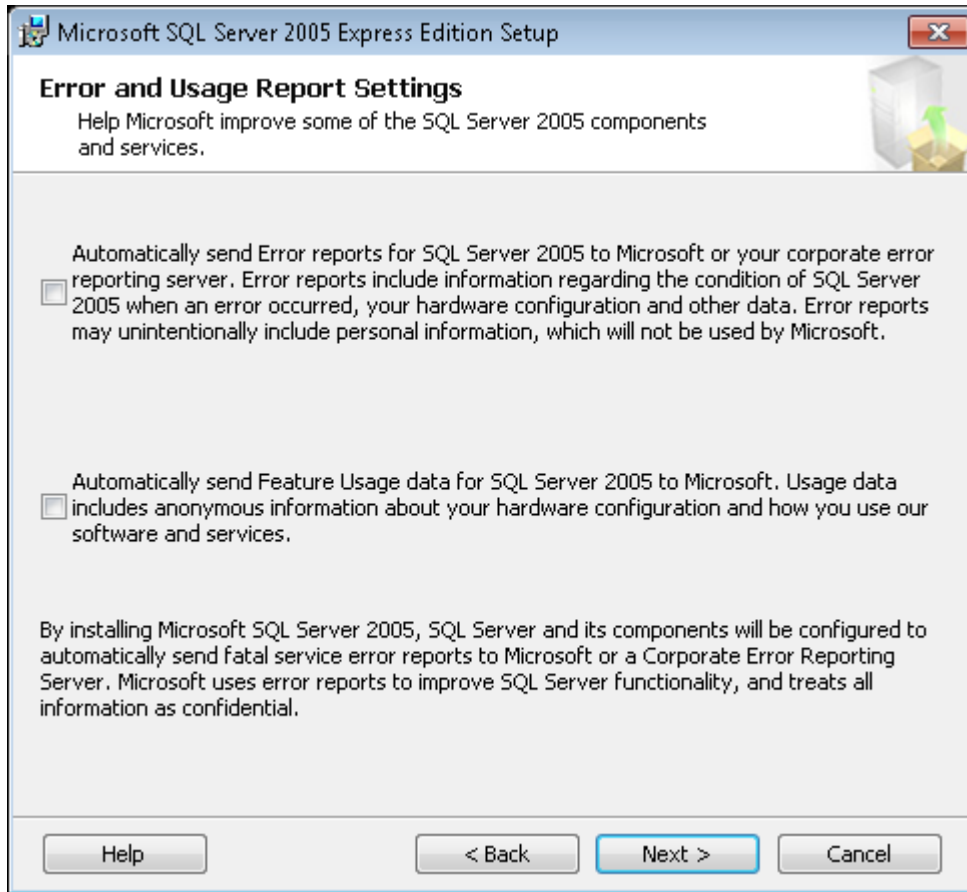 Microsoft SQL Server 2005 Express Edition Setup
Error and Usage Report Settings
Help Microsoft improve some of the SQL Server 2005 components
and services.
Automatically send Error reports for SQL Server 2005 to Microsoft or your corporate error
reporting server. Error reports include information regarding the condition of SQL Server
2005 when an error occurred, your hardware configuration and other data. Error reports
may unintentionally include personal information, which will not be used by Microsoft.
Automatically send Feature Usage data for SQL Server 2005 to Microsoft. Usage data
includes anonymous information about your hardware configuration and how you use our
software and services.
By installing Microsoft SQL Server 2005, SQL Server and its components will be configured to
automatically send fatal service error reports to Microsoft or a Corporate Error Reporting
Server. Microsoft uses error reports to improve SQL Server functionality, and treats all
information as confidential.
Help
< Back
Next >
Cancel